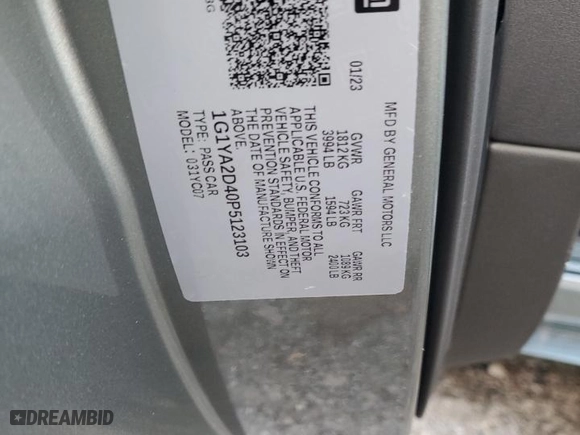 MFD BY GENERAL MOTORS LLC
01/23
GVWR GAWR FRT GAWR RR
1812 KG 723 KG 1089 KG
3994 LB 1594 LB 2400 LB
THIS VEHICLE CONFORMS TO ALL
APPLICABLE U.S. FEDERAL MOTOR
VEHICLE SAFETY, BUMPER, AND THEFT
PREVENTION STANDARDS IN EFFECT ON
THE DATE OF MANUFACTURE SHOWN
ABOVE.
1G1YA2D40P5123103
TYPE: PASS CAR
MODEL: 031YC07
DREAMBID